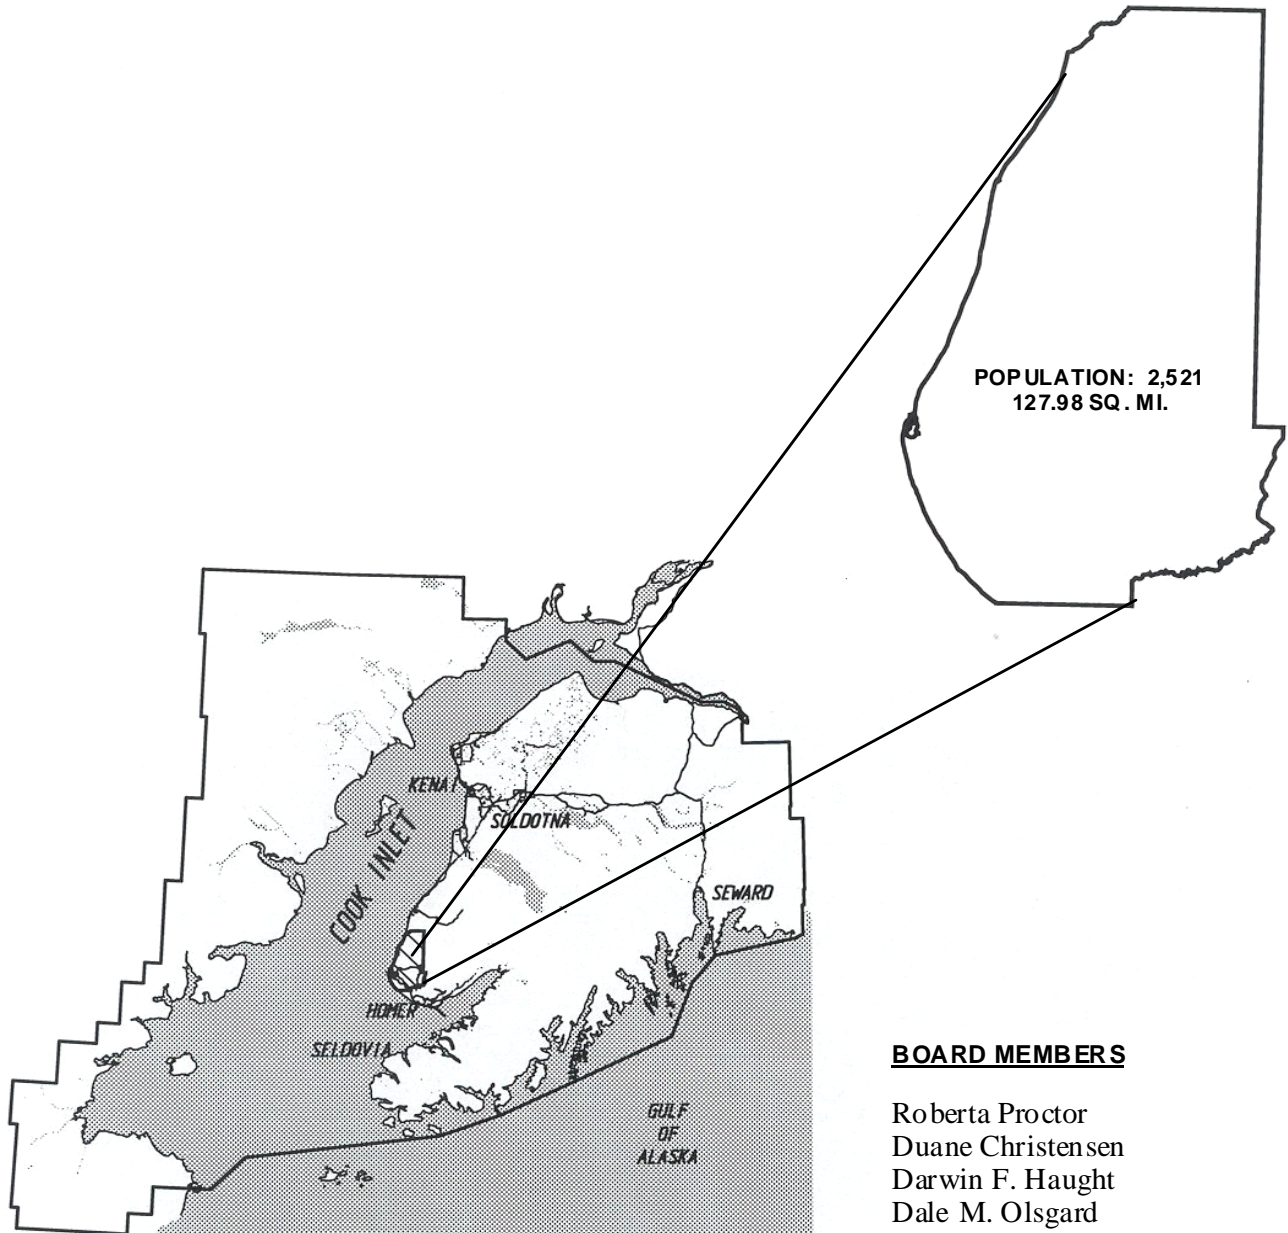 POPULATION: 2,521
127.98 SQ. MI.
KENAI
SOLDOTNA
COOK INLET
SEWARD
HOMER
SELDOVIA
GULF
OF
ALASKA
BOARD MEMBERS
Roberta Proctor
Duane Christensen
Darwin F. Haught
Dale M. Olsgard